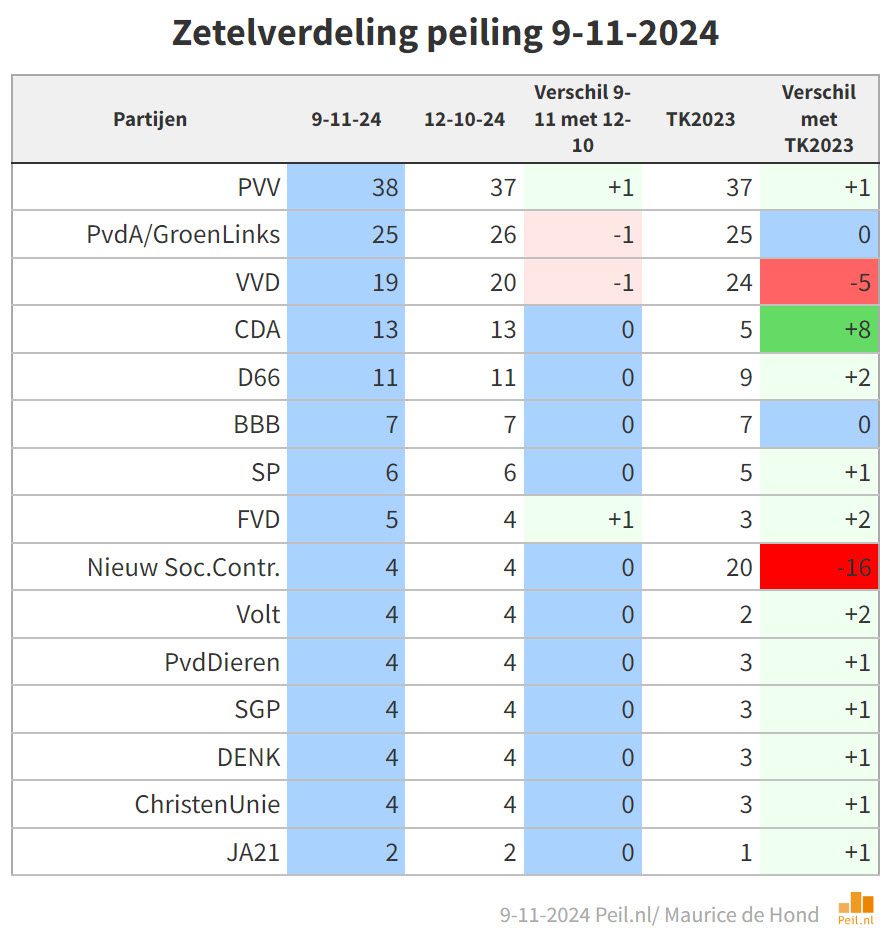 Zetelverdeling peiling 9-11-2024
Partijen 9-11-24 12-10-24 Verschil 9-11 met 12-10 TK2023 Verschil met TK2023
PVV 38 37 +1 37 +1
PvdA/GroenLinks 25 26 -1 25 0
VVD 19 20 -1 24 -5
CDA 13 13 0 5 +8
D66 11 11 0 9 +2
BBB 7 7 0 7 0
SP 6 6 0 5 +1
FVD 5 4 +1 3 +2
Nieuw Soc.Contr. 4 4 0 20 -16
Volt 4 4 0 2 +2
PvdDieren 4 4 0 3 +1
SGP 4 4 0 3 +1
DENK 4 4 0 3 +1
ChristenUnie 4 4 0 3 +1
JA21 2 2 0 1 +1
9-11-2024 Peil.nl/ Maurice de Hond
Peil.nl